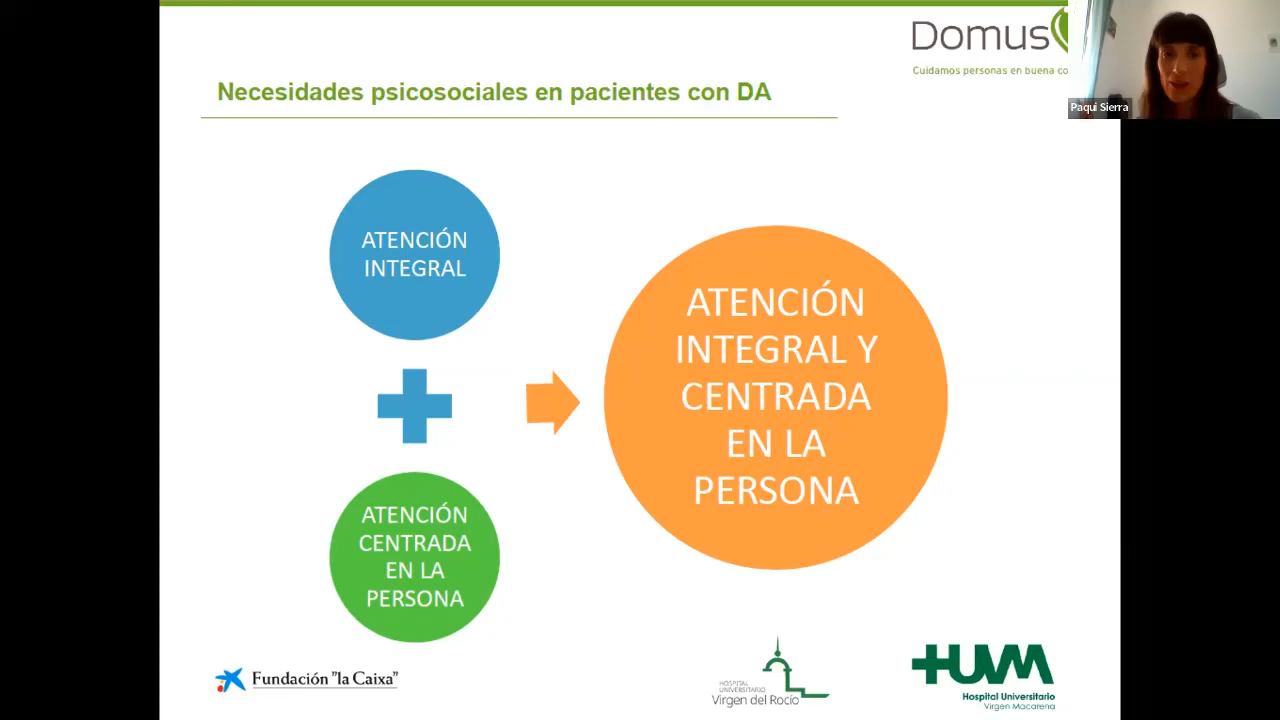 Domus
Cuidamos personas en buena co
Paqui Sierra
Necesidades psicosociales en pacientes con DA
ATENCIÓN
INTEGRAL
ATENCIÓN
CENTRADA
EN LA
PERSONA
ATENCIÓN
INTEGRAL Y
CENTRADA
EN LA
PERSONA
Fundación "la Caixa"
HOSPITAL
UNIVERSITARIO
Virgen del Rocío
HUVM
Hospital Universitario
Virgen Macarena